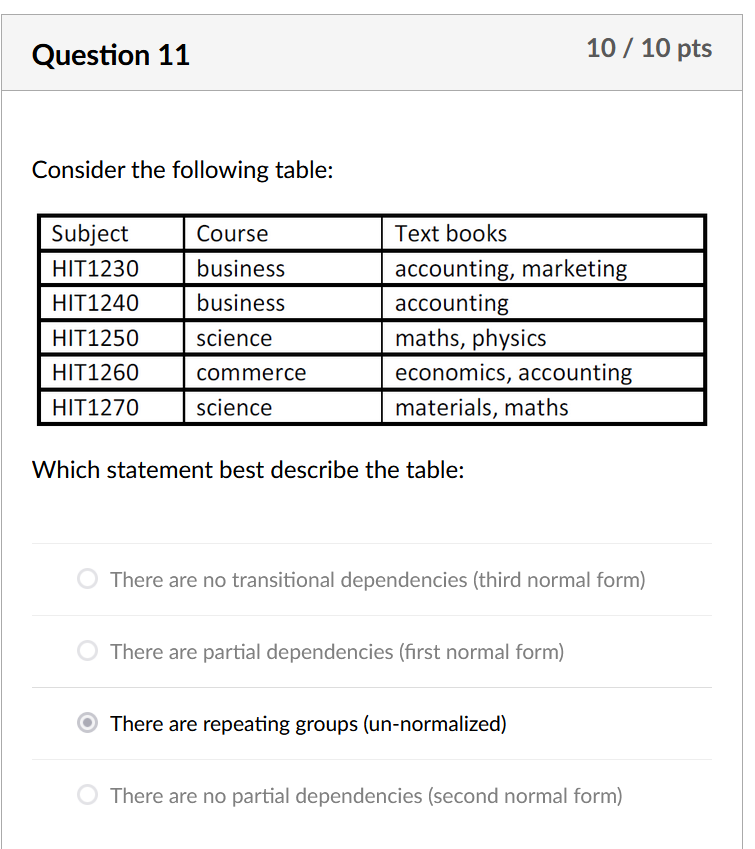 Question 11
10 / 10 pts
Consider the following table:
Subject Course Text books
HIT1230 business accounting, marketing
HIT1240 business accounting
HIT1250 science maths, physics
HIT1260 commerce economics, accounting
HIT1270 science materials, maths
Which statement best describe the table:
There are no transitional dependencies (third normal form)
There are partial dependencies (first normal form)
There are repeating groups (un-normalized)
There are no partial dependencies (second normal form)